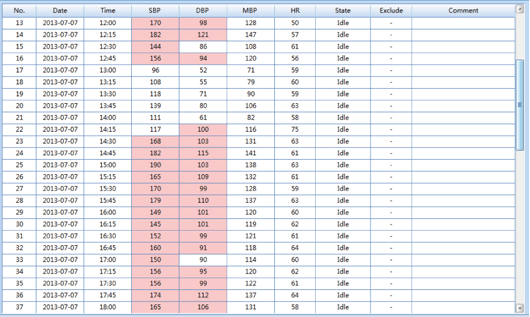 No. Date Time SBP DBP MBP HR State Exclude Comment
13 2013-07-07 12:00 170 98 128 50 Idle -
14 2013-07-07 12:15 182 121 147 57 Idle -
15 2013-07-07 12:30 144 86 108 61 Idle -
16 2013-07-07 12:45 156 94 120 56 Idle -
17 2013-07-07 13:00 96 52 71 59 Idle -
18 2013-07-07 13:15 108 55 79 60 Idle -
19 2013-07-07 13:30 118 71 90 59 Idle -
20 2013-07-07 13:45 139 80 106 63 Idle -
21 2013-07-07 14:00 111 61 82 58 Idle -
22 2013-07-07 14:15 117 100 116 75 Idle -
23 2013-07-07 14:30 168 103 131 63 Idle -
24 2013-07-07 14:45 182 115 141 61 Idle -
25 2013-07-07 15:00 190 103 138 63 Idle -
26 2013-07-07 15:15 165 109 132 61 Idle -
27 2013-07-07 15:30 170 99 128 59 Idle -
28 2013-07-07 15:45 179 110 137 63 Idle -
29 2013-07-07 16:00 149 101 120 60 Idle -
30 2013-07-07 16:15 145 101 119 62 Idle -
31 2013-07-07 16:30 152 99 121 61 Idle -
32 2013-07-07 16:45 160 91 118 64 Idle -
33 2013-07-07 17:00 150 90 114 60 Idle -
34 2013-07-07 17:15 156 95 120 62 Idle -
35 2013-07-07 17:30 156 99 122 61 Idle -
36 2013-07-07 17:45 174 112 137 64 Idle -
37 2013-07-07 18:00 165 106 131 58 Idle -